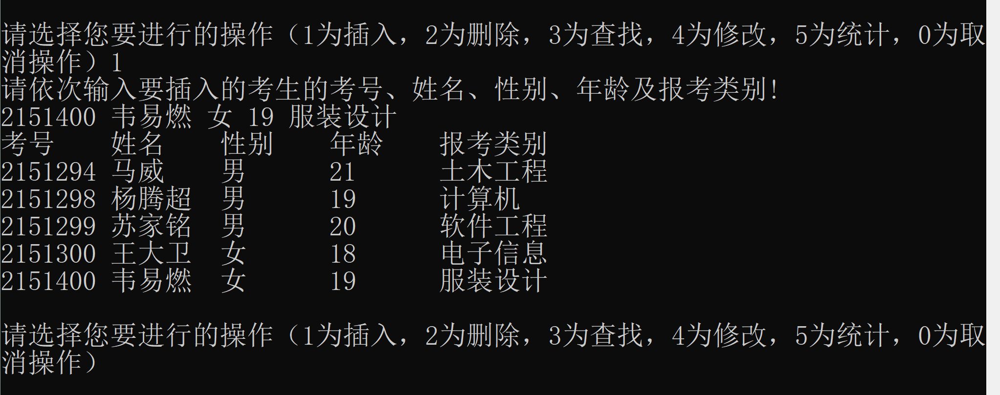 请选择您要进行的操作（1为插入，2为删除，3为查找，4为修改，5为统计，0为取
消操作）1
请依次输入要插入的考生的考号、姓名、性别、年龄及报考类别!
2151400 韦易燃 女 19 服装设计
考号 姓名 性别 年龄 报考类别
2151294 马威 男 21 土木工程
2151298 杨腾超 男 19 计算机
2151299 苏家铭 男 20 软件工程
2151300 王大卫 女 18 电子信息
2151400 韦易燃 女 19 服装设计
请选择您要进行的操作（1为插入，2为删除，3为查找，4为修改，5为统计，0为取
消操作）